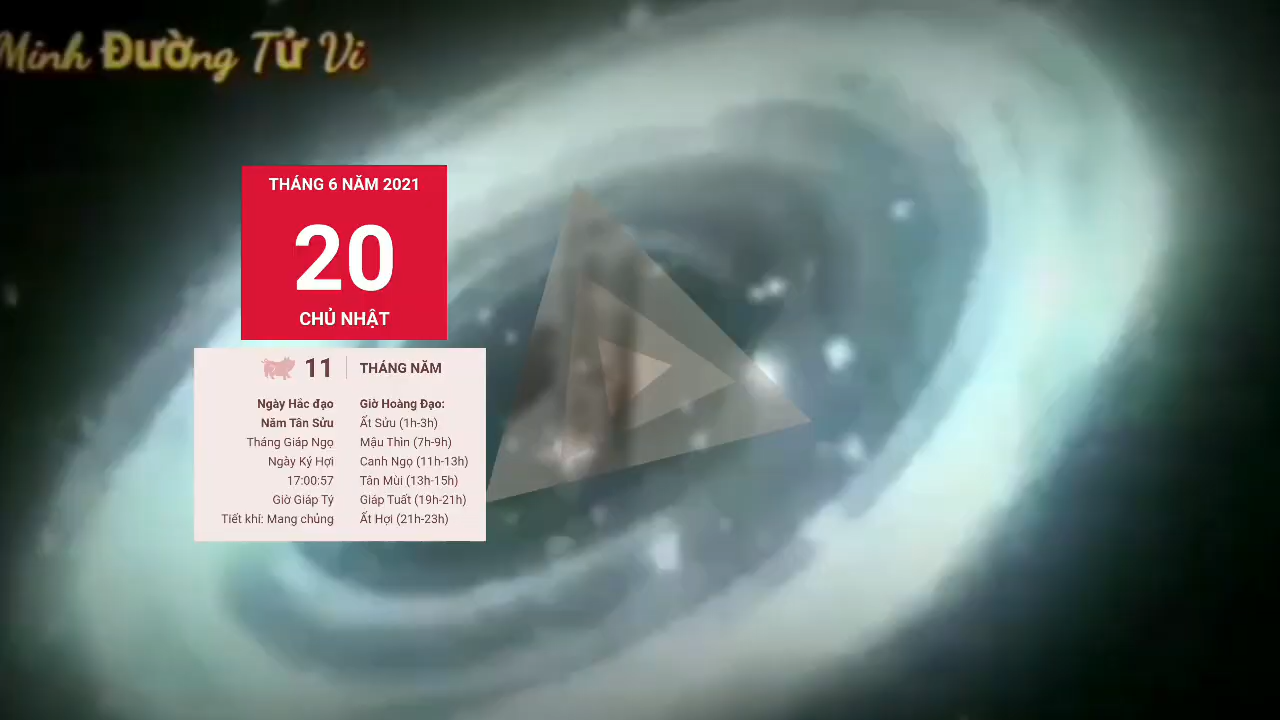 Minh Đường Tử Vi
THÁNG 6 NĂM 2021
20
CHỦ NHẬT
11 THÁNG NĂM
Ngày Hắc đạo Giờ Hoàng Đạo:
Năm Tân Sửu Ất Sửu (1h-3h)
Tháng Giáp Ngọ Mậu Thìn (7h-9h)
Ngày Kỷ Hợi Canh Ngọ (11h-13h)
17:00:57 Tân Mùi (13h-15h)
Giờ Giáp Tý Giáp Tuất (19h-21h)
Tiết khí: Mang chủng Ất Hợi (21h-23h)